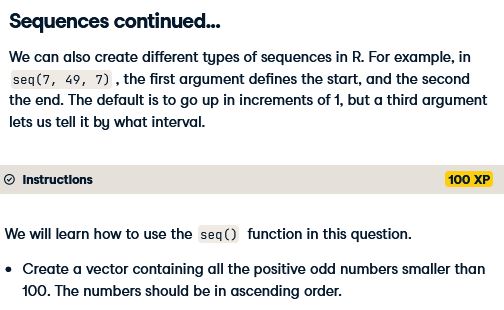 Sequences continued...
We can also create different types of sequences in R. For example, in
seq(7, 49, 7) , the first argument defines the start, and the second
the end. The default is to go up in increments of 1, but a third argument
lets us tell it by what interval.
Instructions 100 XP
We will learn how to use the seq() function in this question.
• Create a vector containing all the positive odd numbers smaller than
100. The numbers should be in ascending order.